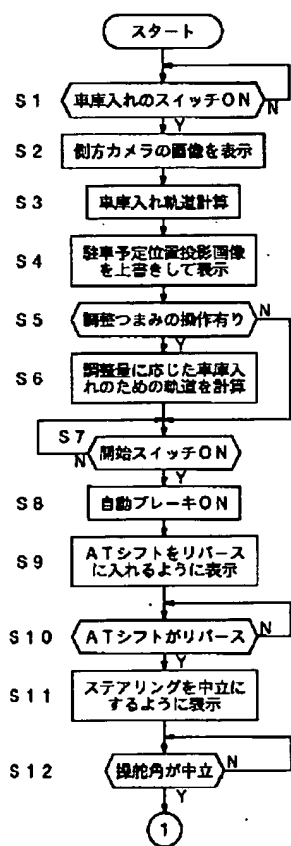 スタート
S1 車庫入れのスイッチON
N
Y
S2 側方カメラの画像を表示
S3 車庫入れ軌道計算
S4 駐車予定位置投影画像
を上書きして表示
S5 調整つまみの操作有り
N
Y
S6 調整量に応じた車庫入
れのための軌道を計算
S7
N
開始スイッチON
Y
S8 自動ブレーキON
S9 ATシフトをリバース
に入れるように表示
S10 ATシフトがリバース
N
Y
S11 ステアリングを中立に
するように表示
S12 操舵角が中立
N
Y
1